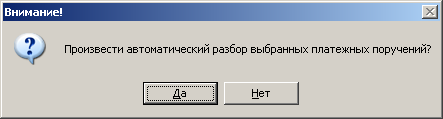 Внимание!
Произвести автоматический разбор выбранных платежных поручений?
Да
Нет